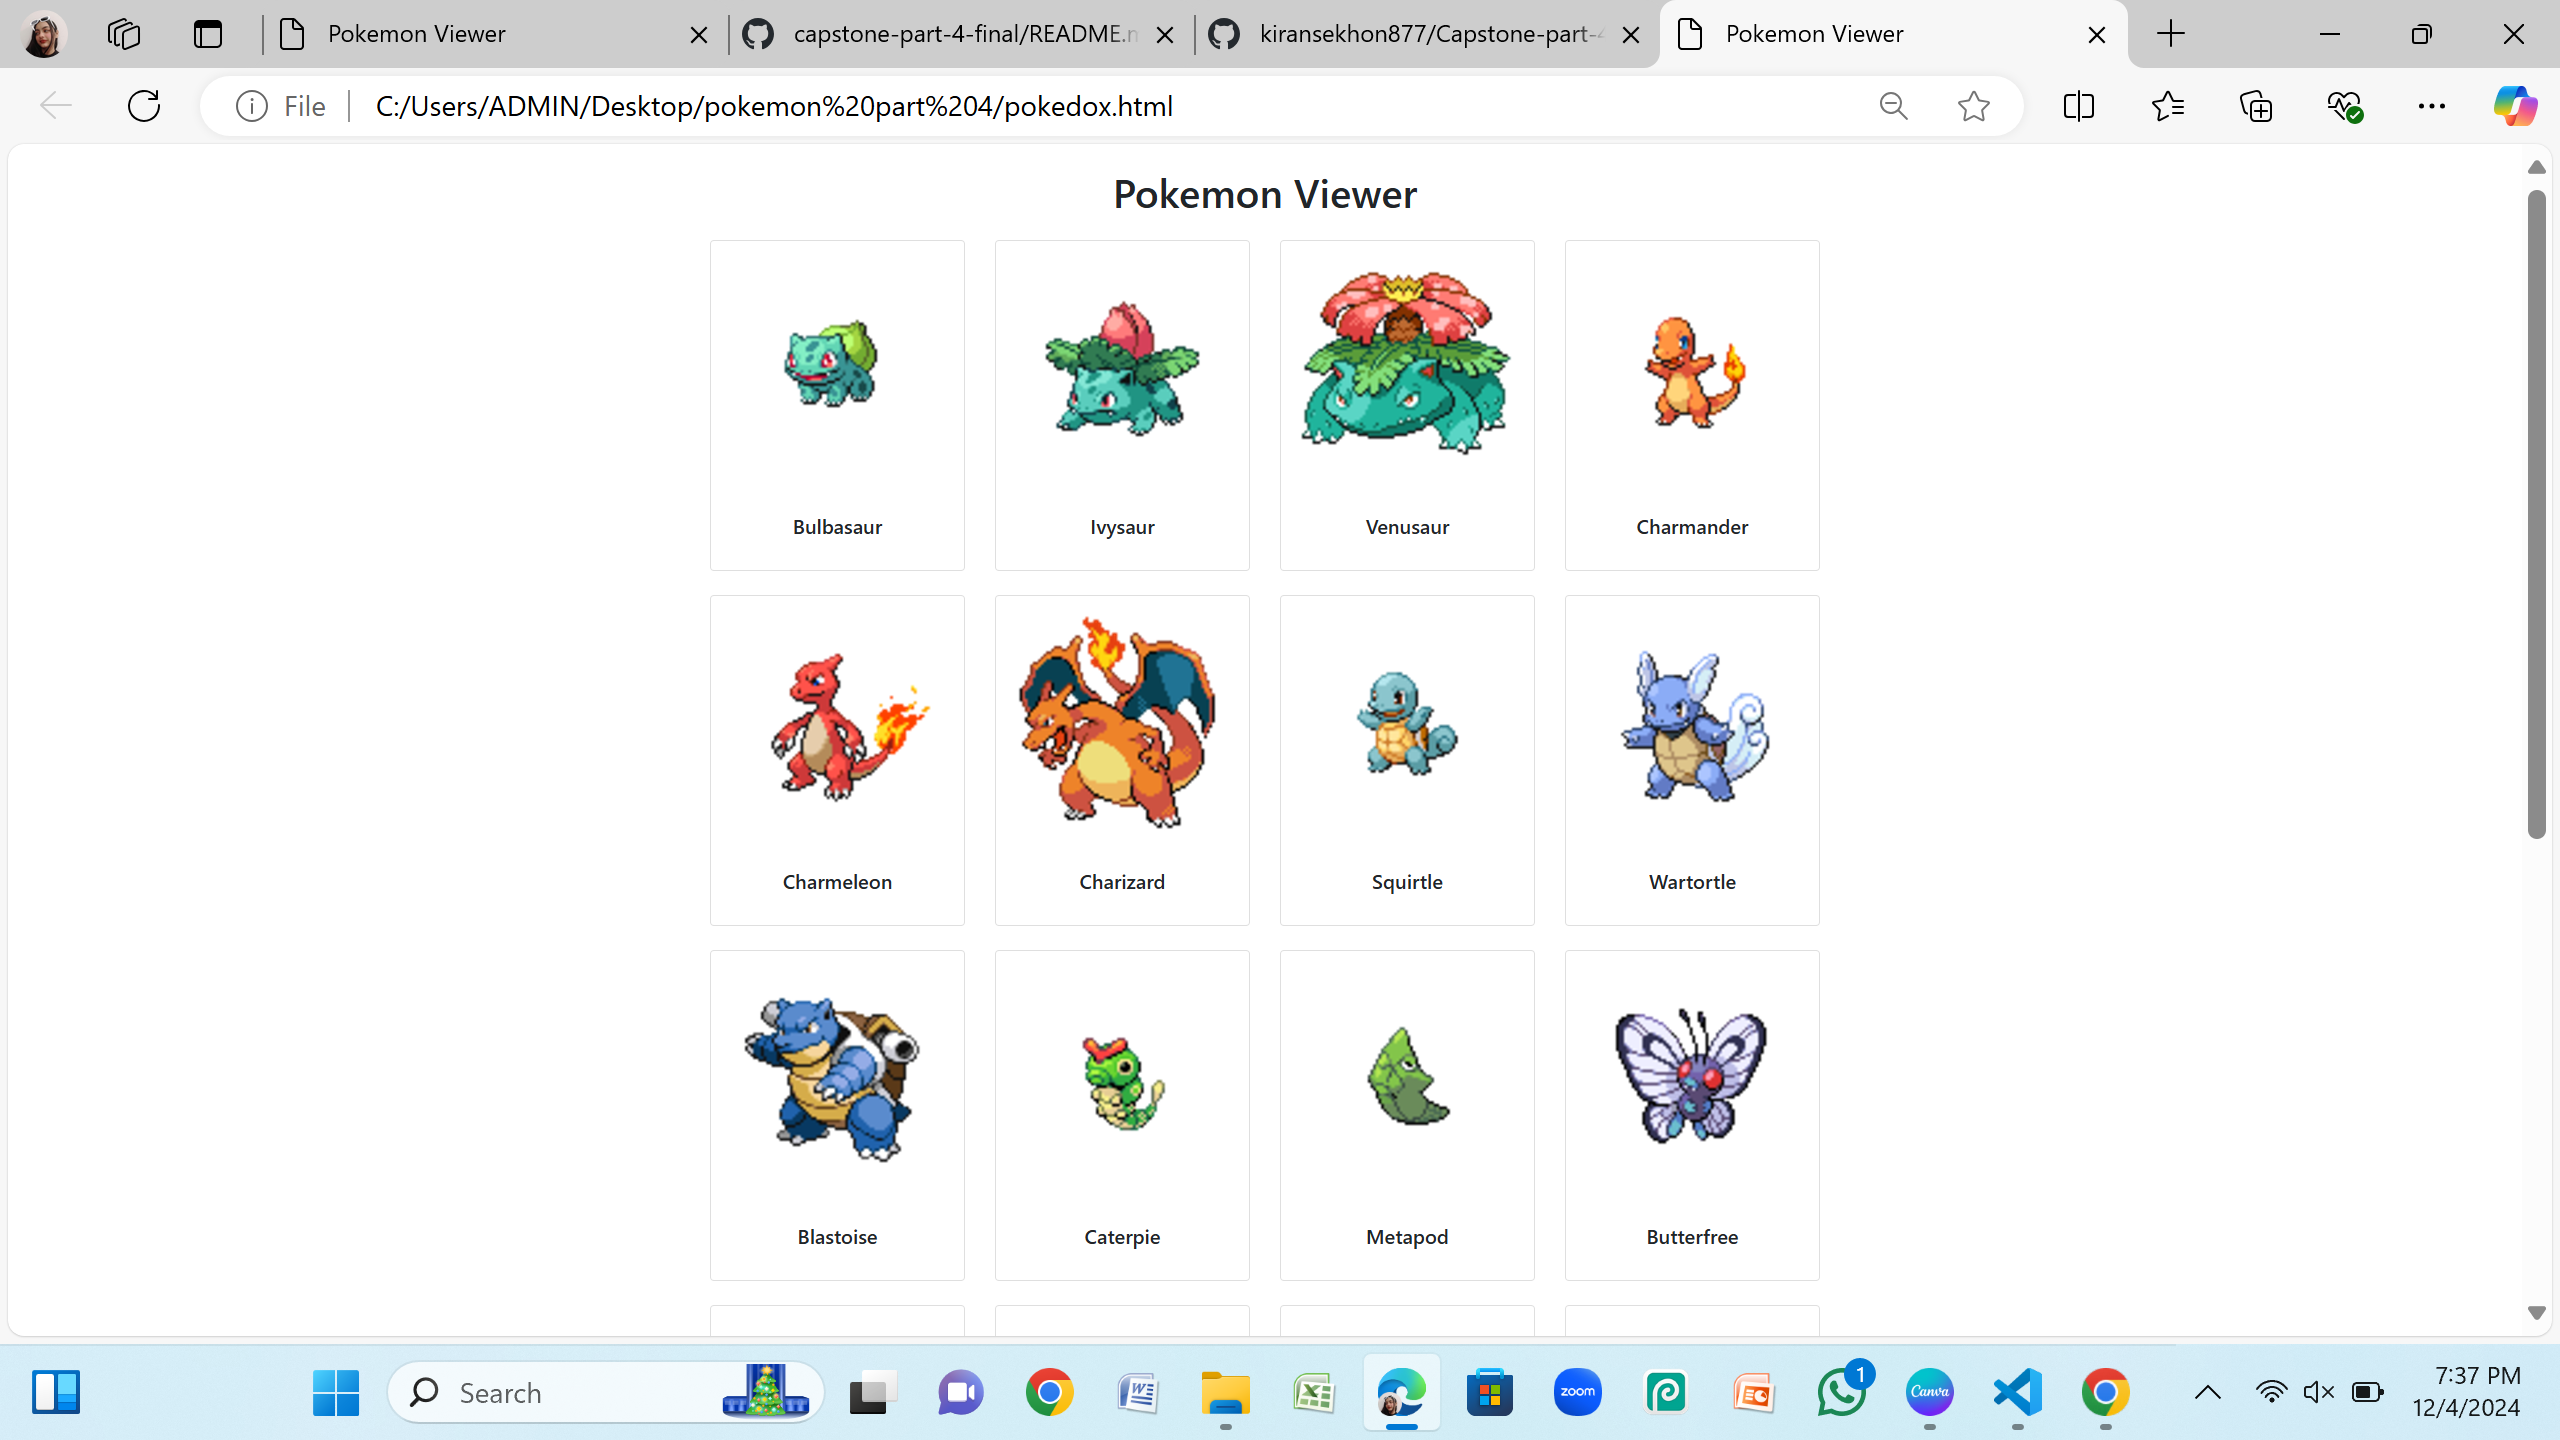 Pokemon Viewer
capstone-part-4-final/README.m
kiransekhon877/Capstone-part-4
Pokemon Viewer
File
C:/Users/ADMIN/Desktop/pokemon%20part%204/pokedox.html
Pokemon Viewer
Bulbasaur
Ivysaur
Venusaur
Charmander
Charmeleon
Charizard
Squirtle
Wartortle
Blastoise
Caterpie
Metapod
Butterfree
Search
zoom
1
Canva
7:37 PM
12/4/2024